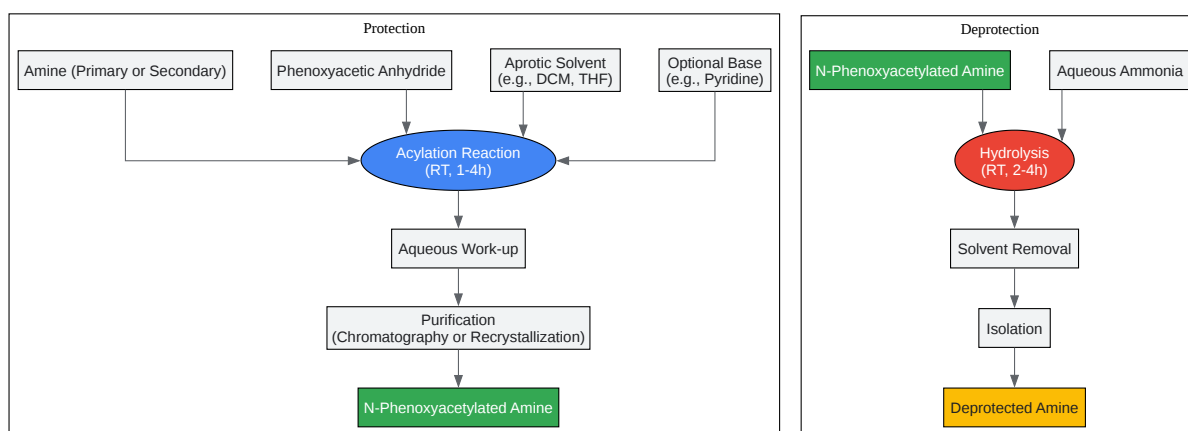 Protection
Amine (Primary or Secondary)
Phenoxyacetic Anhydride
Aprotic Solvent
(e.g., DCM, THF)
Optional Base
(e.g., Pyridine)
Acylation Reaction
(RT, 1-4h)
Aqueous Work-up
Purification
(Chromatography or Recrystallization)
N-Phenoxyacetylated Amine
Deprotection
N-Phenoxyacetylated Amine
Aqueous Ammonia
Hydrolysis
(RT, 2-4h)
Solvent Removal
Isolation
Deprotected Amine